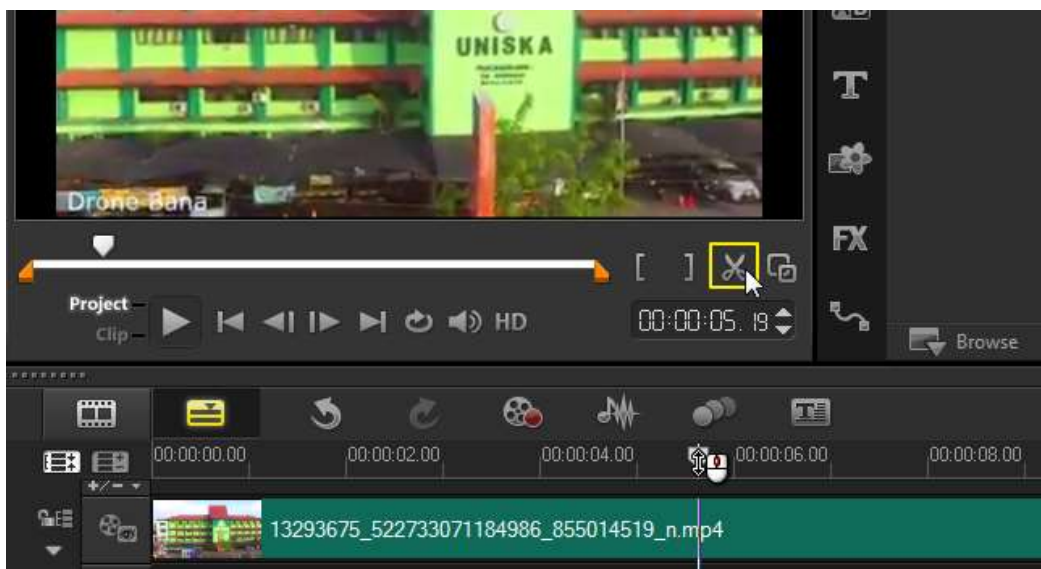 AB
UNISKA
T
Drone Bana
FX
[ ]
Project
Clip
HD
00:00:05.19
Browse
00:00:00.00 00:00:02.00 00:00:04.00 00:00:06.00 00:00:08.00
+/-
13293675_522733071184986_855014519_n.mp4